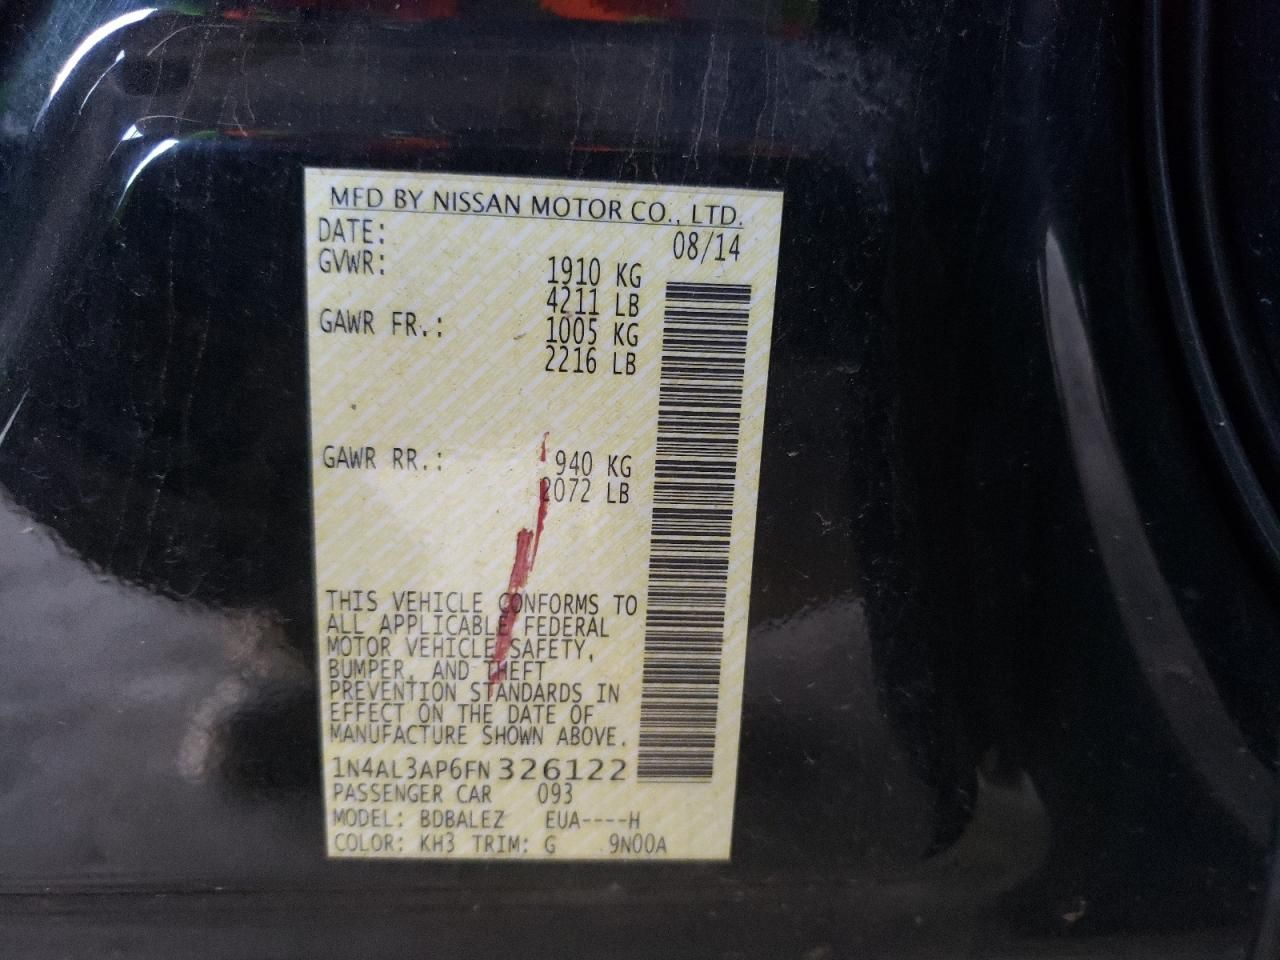 MFD BY NISSAN MOTOR CO., LTD.
DATE: 08/14
GVWR: 1910 KG
4211 LB
GAWR FR.: 1005 KG
2216 LB
GAWR RR.: 940 KG
2072 LB
THIS VEHICLE CONFORMS TO
ALL APPLICABLE FEDERAL
MOTOR VEHICLE SAFETY,
BUMPER, AND THEFT
PREVENTION STANDARDS IN
EFFECT ON THE DATE OF
MANUFACTURE SHOWN ABOVE.
1N4AL3AP6FN326122
PASSENGER CAR 093
MODEL: BDBALEZ EUA----H
COLOR: KH3 TRIM: G 9N00A